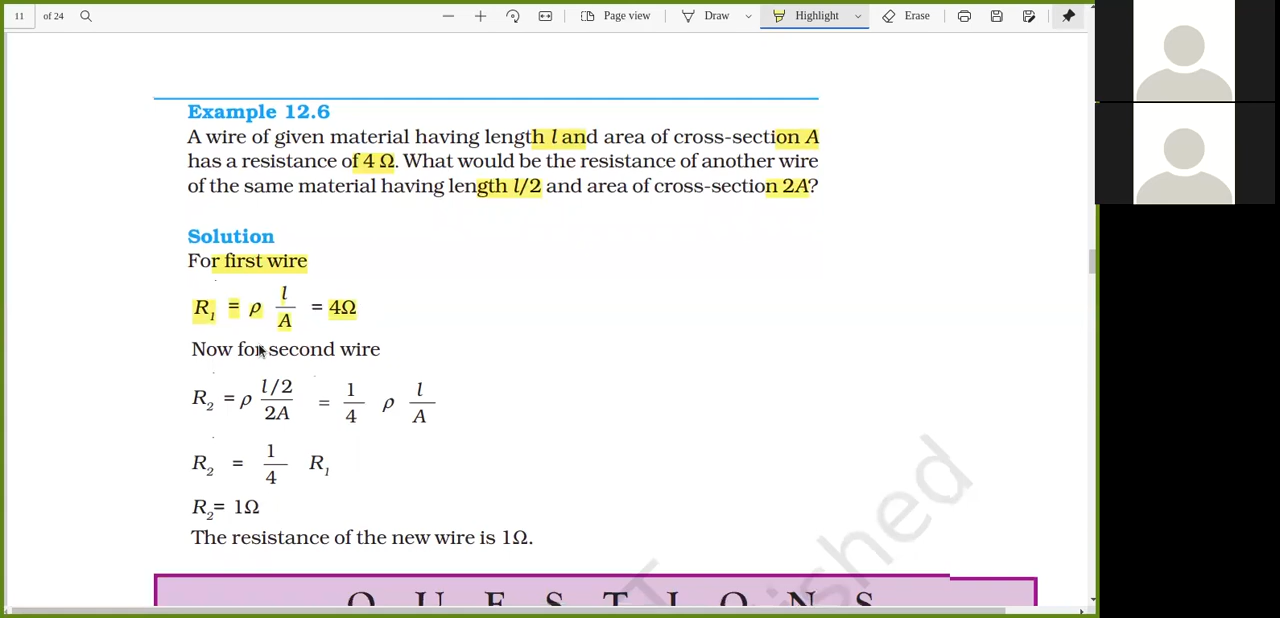 11 of 24 Page view Draw Highlight Erase
Example 12.6
A wire of given material having length l and area of cross-section A
has a resistance of 4 Ω. What would be the resistance of another wire
of the same material having length l/2 and area of cross-section 2A?
Solution
For first wire
R₁ = ρ l/A = 4Ω
Now for second wire
R₂ = ρ (l/2)/2A = 1/4 ρ l/A
R₂ = 1/4 R₁
R₂= 1Ω
The resistance of the new wire is 1Ω.
QUESTIONS
shed